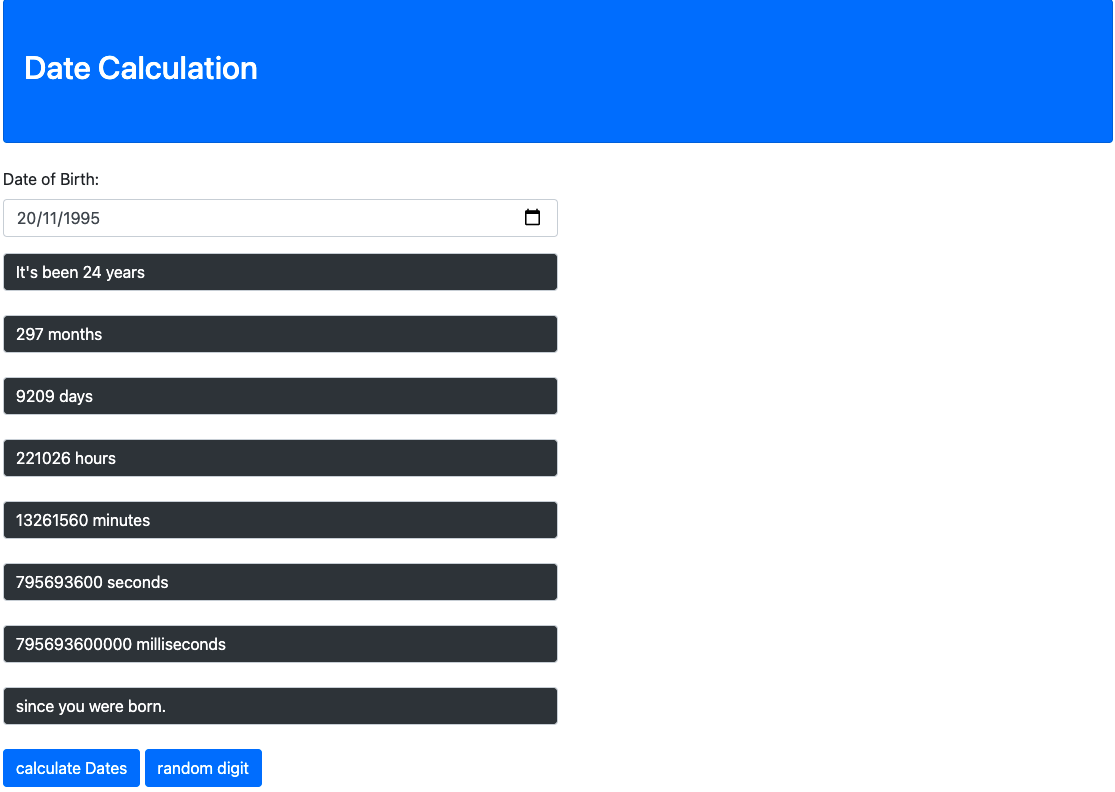 Date Calculation
Date of Birth:
20/11/1995
It's been 24 years
297 months
9209 days
221026 hours
13261560 minutes
795693600 seconds
795693600000 milliseconds
since you were born.
calculate Dates random digit